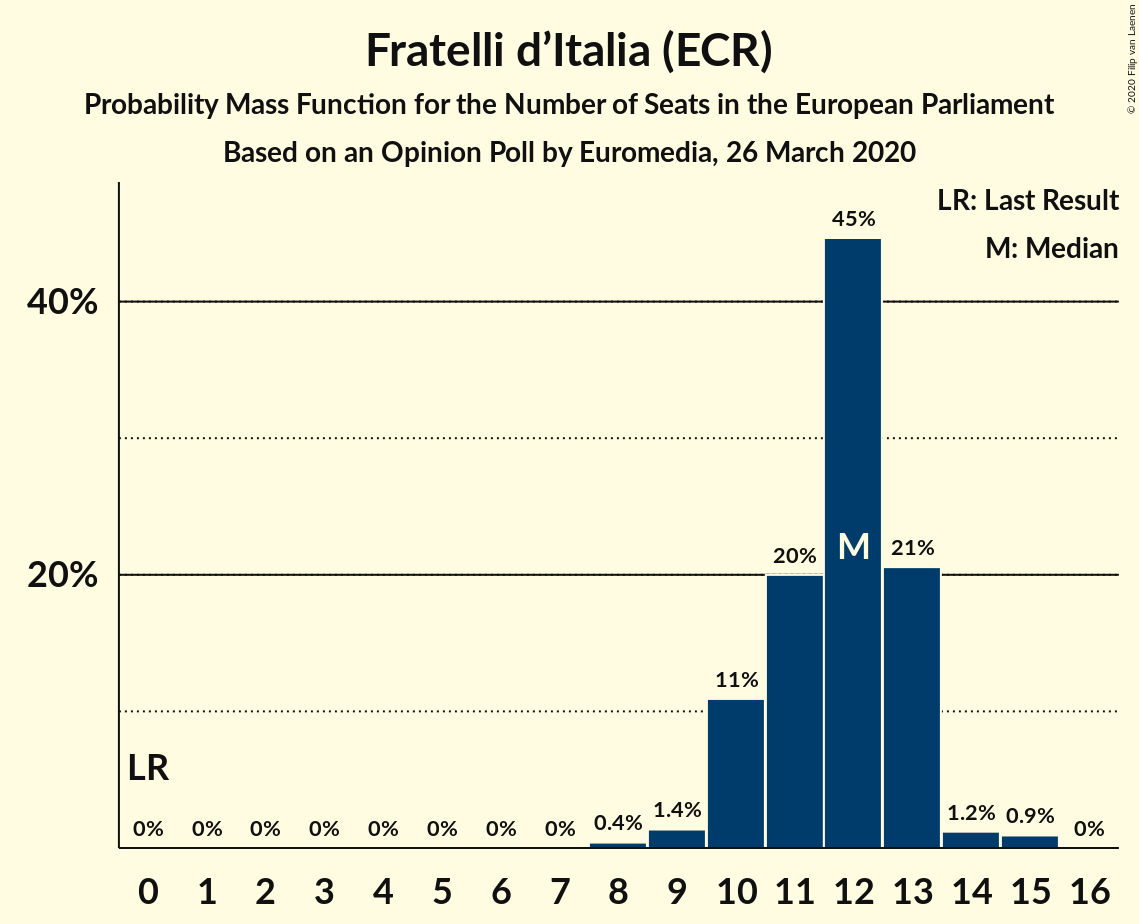 Fratelli d’Italia (ECR)
Probability Mass Function for the Number of Seats in the European Parliament
Based on an Opinion Poll by Euromedia, 26 March 2020
© 2020 Filip van Laenen
LR: Last Result
M: Median
45%
40%
M
20%
21%
20%
11%
LR
0% 0% 0% 0% 0% 0% 0% 0% 0.4% 1.4% 1.2% 0.9% 0%
0 1 2 3 4 5 6 7 8 9 10 11 12 13 14 15 16